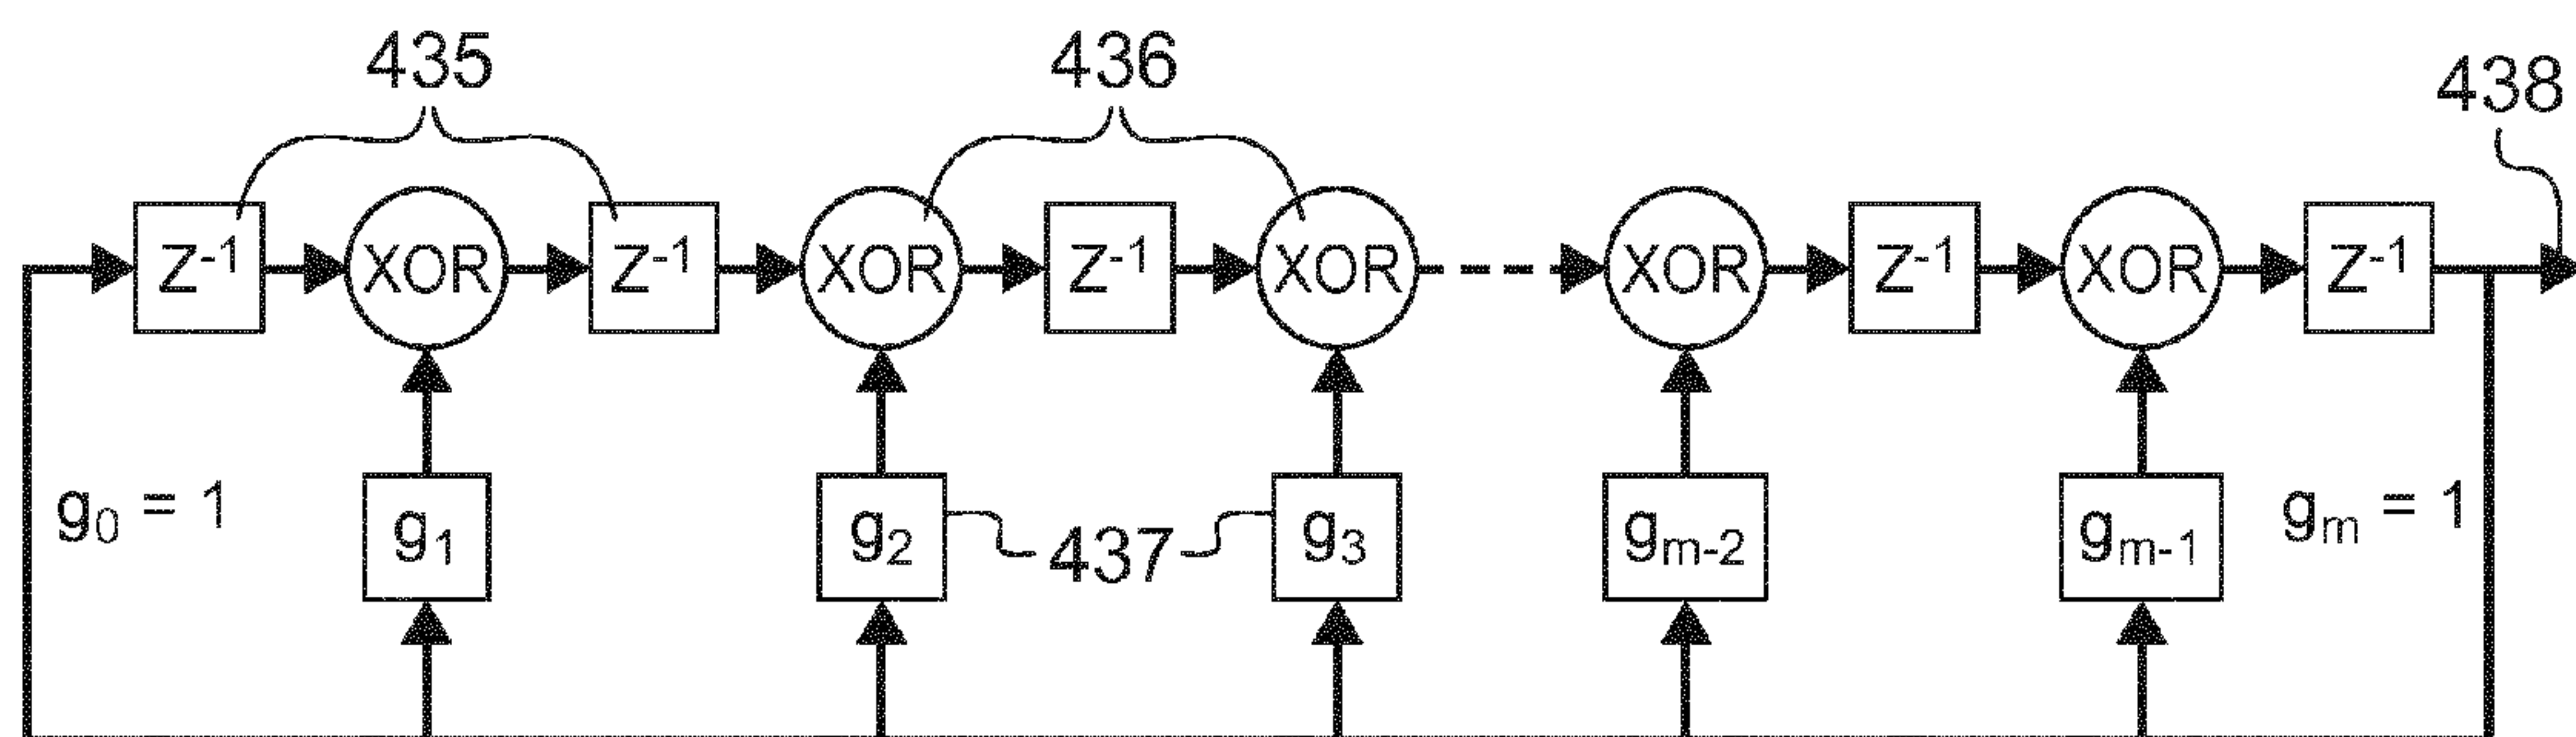 435 436 438
Z⁻¹ XOR Z⁻¹ XOR Z⁻¹ XOR XOR Z⁻¹ XOR Z⁻¹
g₀ = 1 g₁ g₂ 437 g₃ gₘ₋₂ gₘ₋₁ gₘ = 1